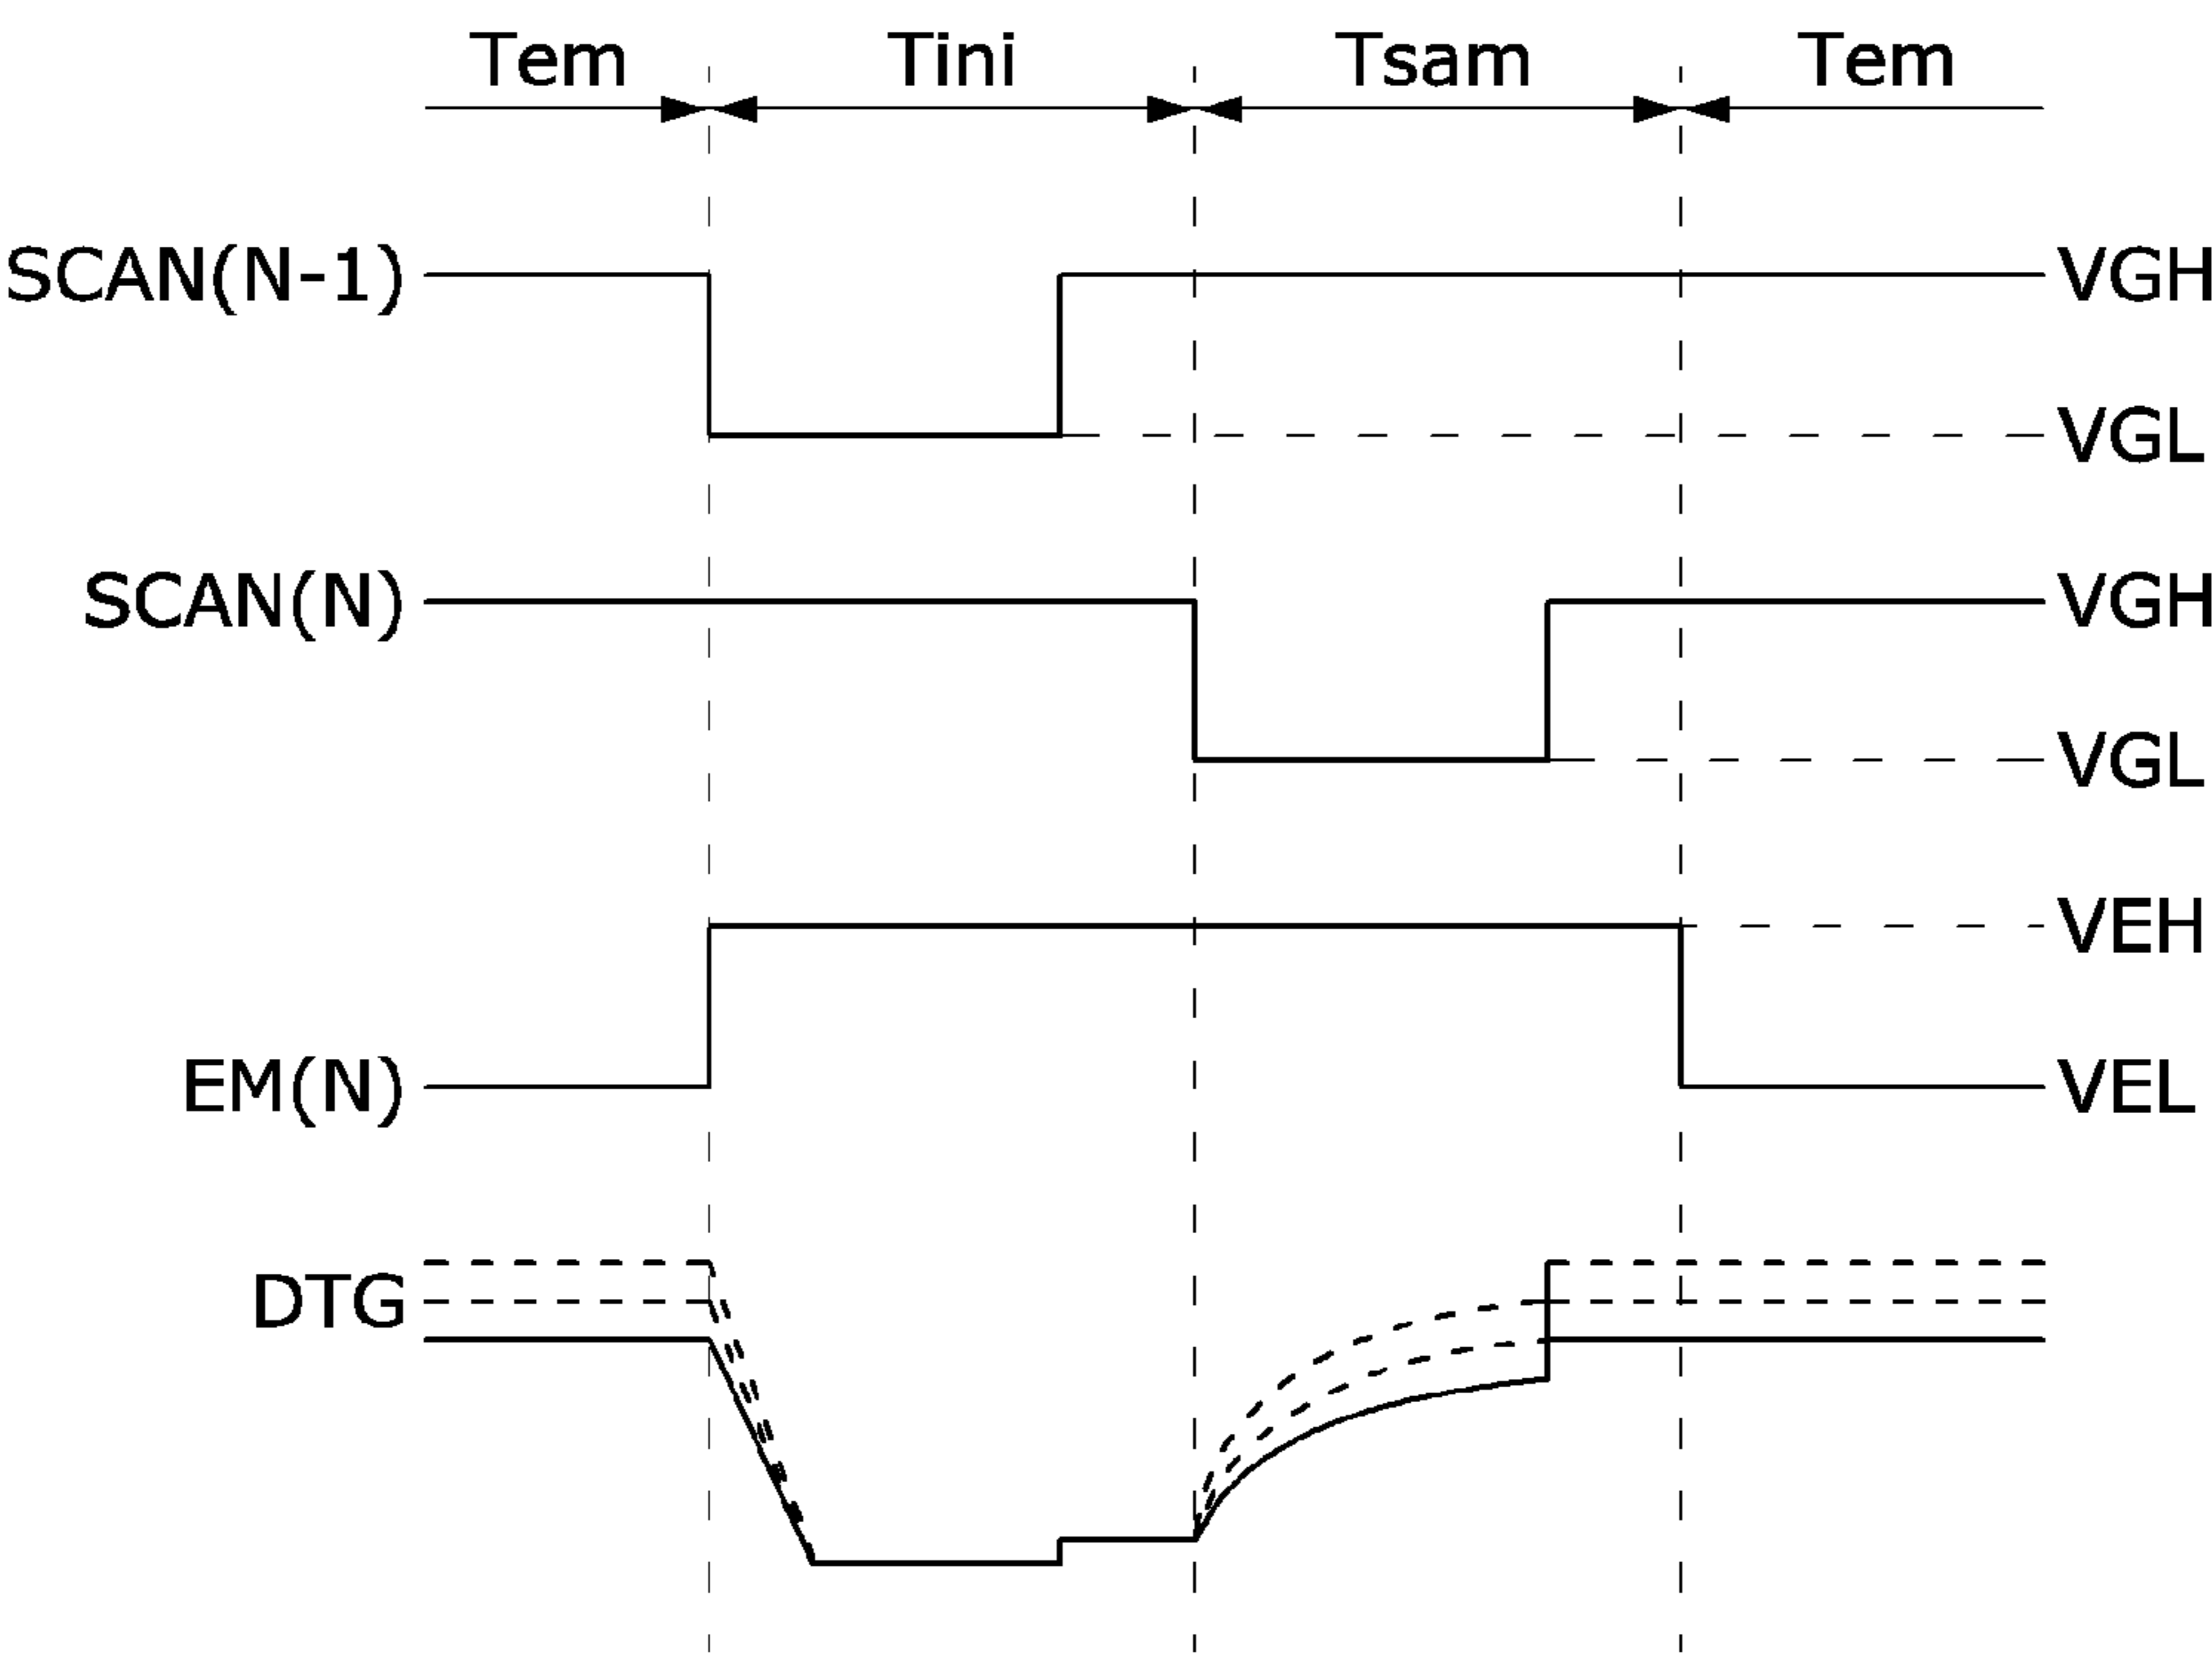 Tem Tini Tsam Tem
SCAN(N-1) VGH
VGL
SCAN(N) VGH
VGL
VEH
EM(N) VEL
DTG